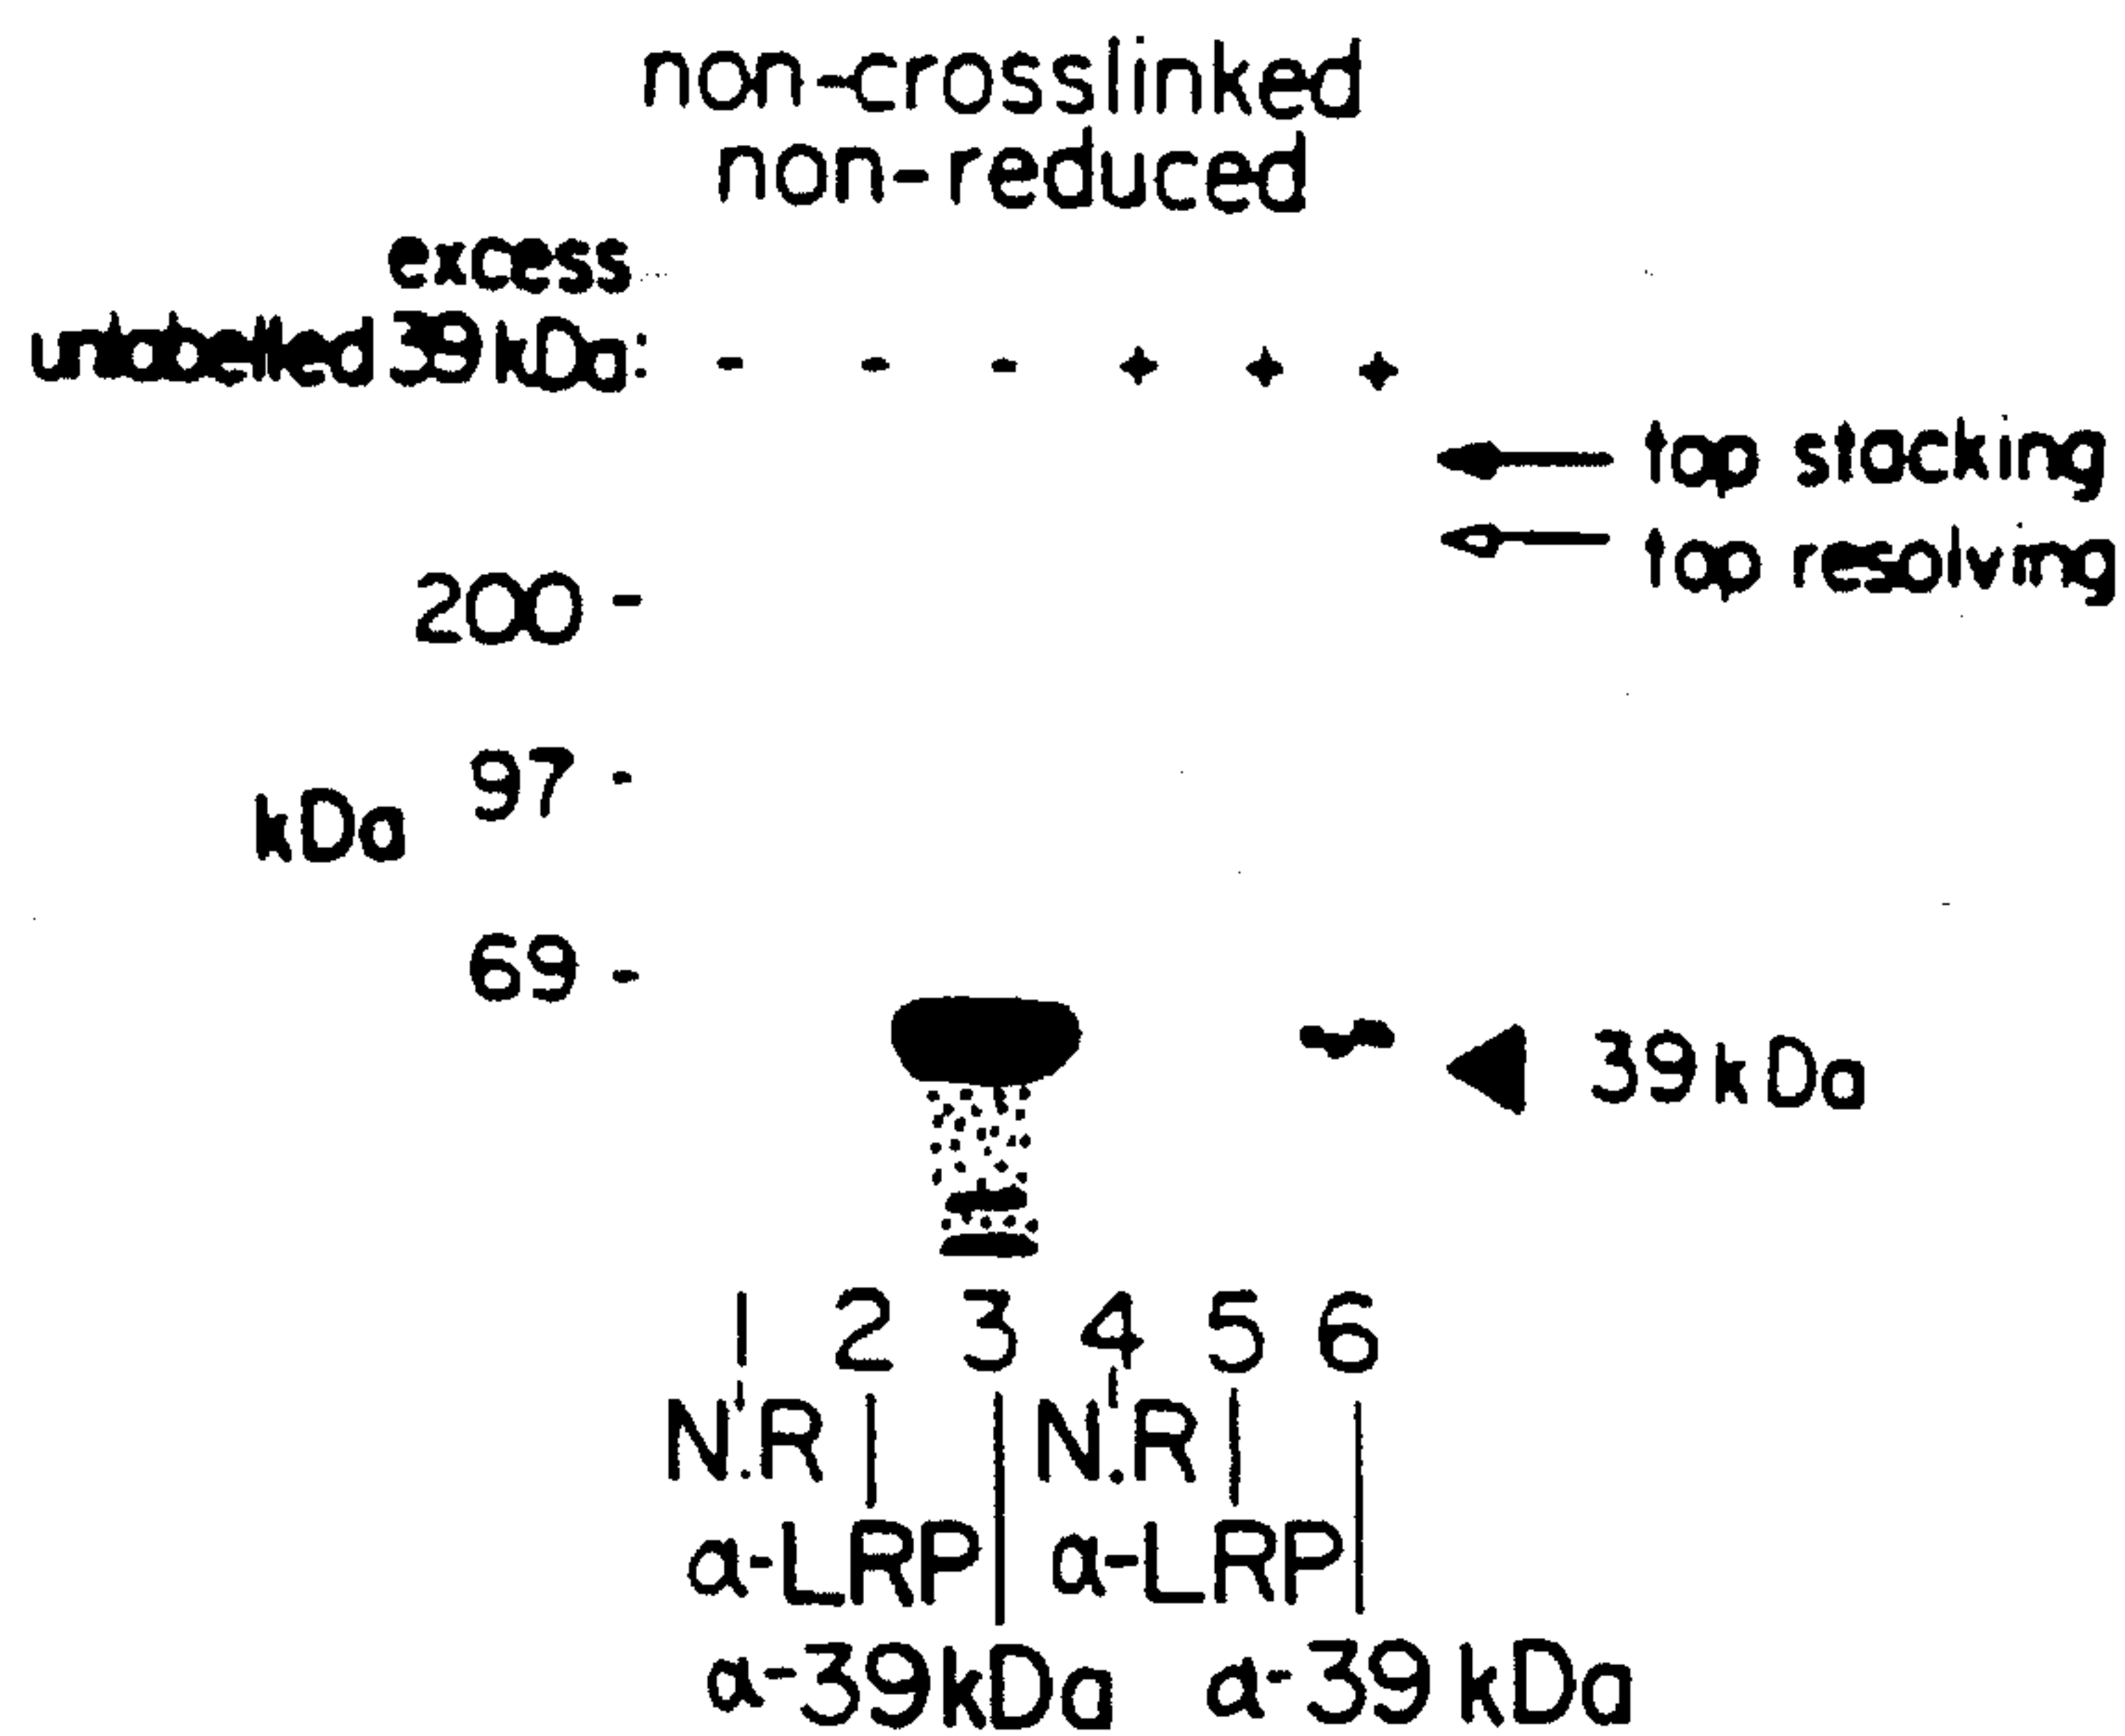 non-crosslinked
non-reduced
excess
unlabelled 39 kDa: - - - + + +
top stacking
top resolving
200 -
97 -
kDa
69 -
39 kDa
1 2 3 4 5 6
N.R N.R
α-LRP α-LRP
α-39kDa α-39 kDa